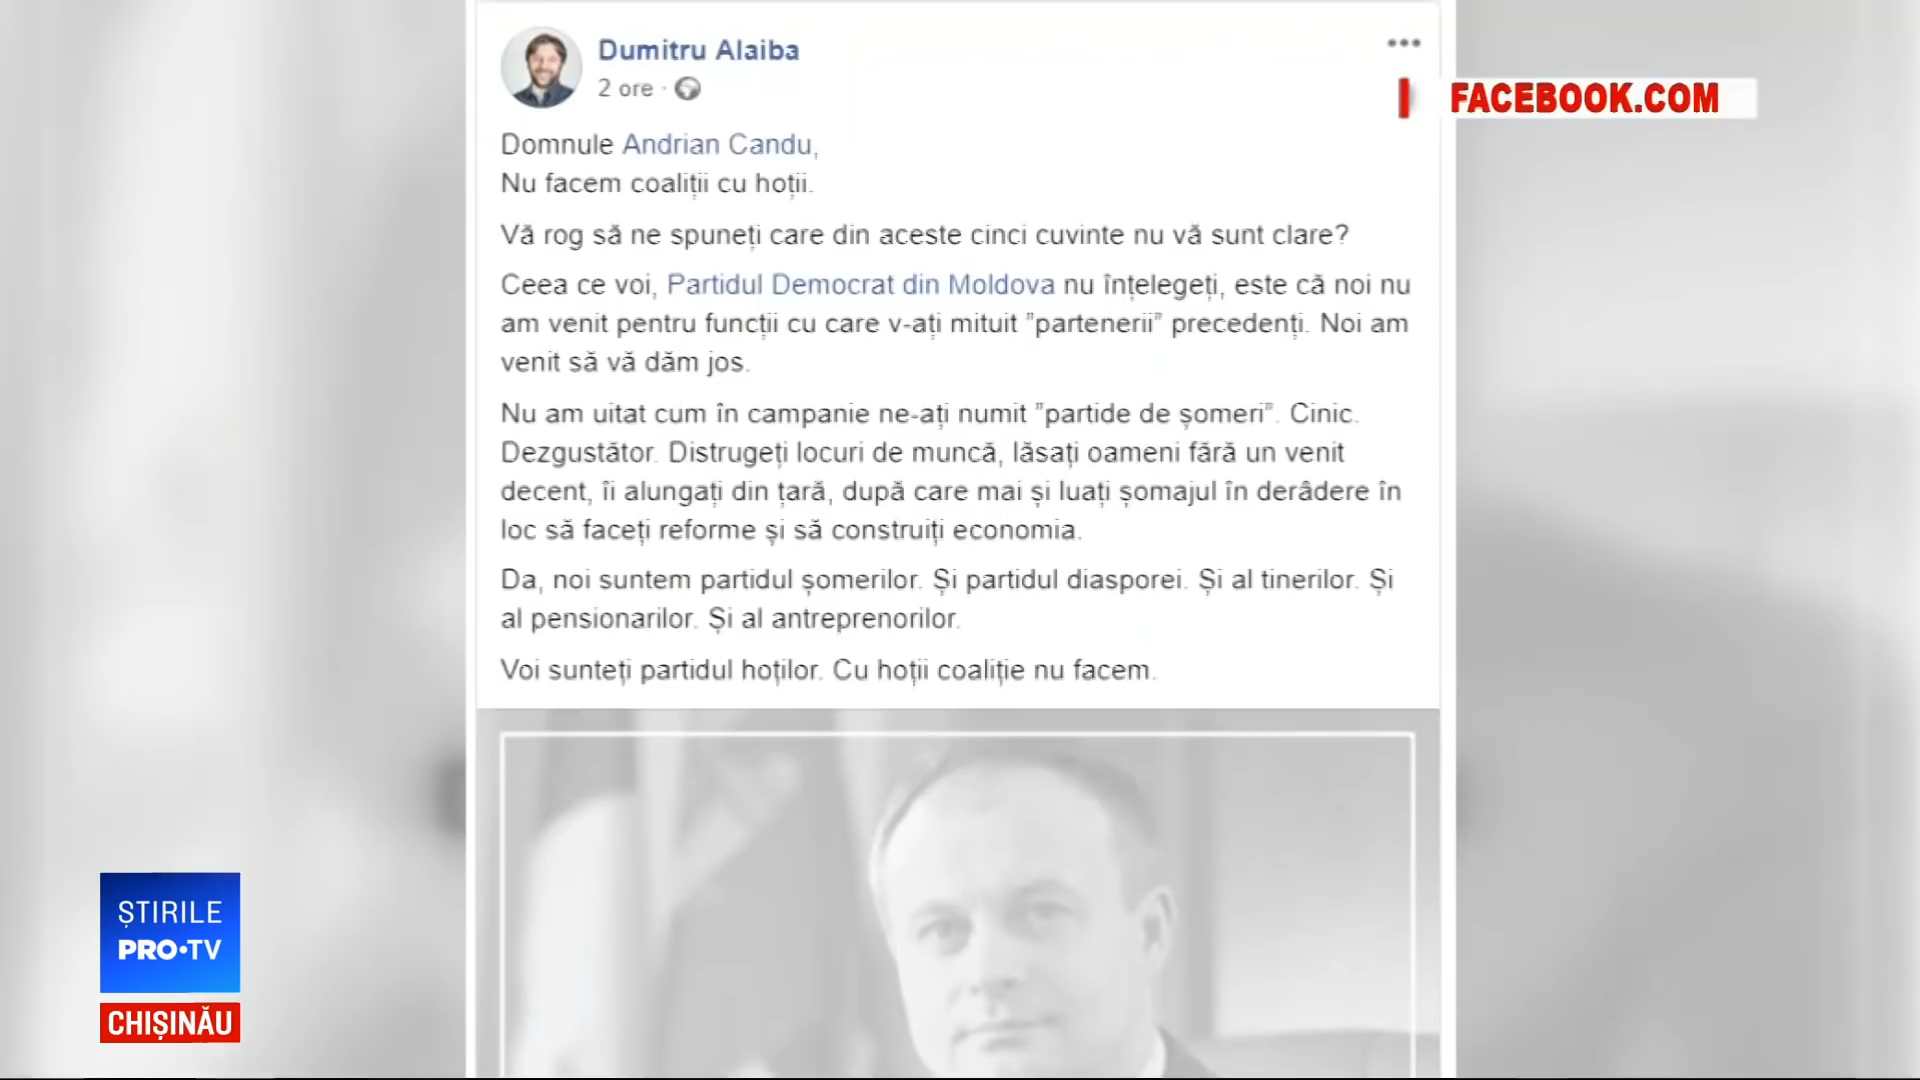 Dumitru Alaiba
2 ore ·
FACEBOOK.COM
Domnule Andrian Candu,
Nu facem coaliții cu hoții.
Vă rog să ne spuneți care din aceste cinci cuvinte nu vă sunt clare?
Ceea ce voi, Partidul Democrat din Moldova nu înțelegeți, este că noi nu
am venit pentru funcții cu care v-ați mituit ”partenerii” precedenți. Noi am
venit să vă dăm jos.
Nu am uitat cum în campanie ne-ați numit ”partide de șomeri”. Cinic.
Dezgustător. Distrugeți locuri de muncă, lăsați oameni fără un venit
decent, îi alungați din țară, după care mai și luați șomajul în derâdere în
loc să faceți reforme și să construiți economia.
Da, noi suntem partidul șomerilor. Și partidul diasporei. Și al tinerilor. Și
al pensionarilor. Și al antreprenorilor.
Voi sunteți partidul hoților. Cu hoții coaliție nu facem.
ȘTIRILE
PRO•TV
CHIȘINĂU